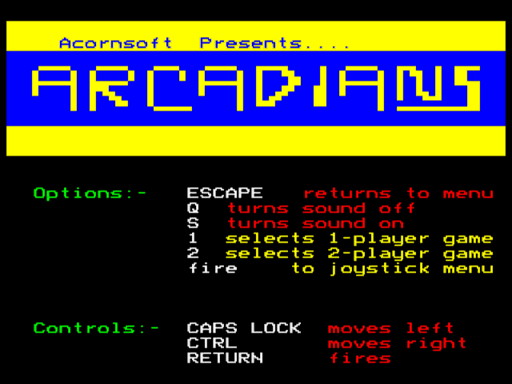 Acornsoft Presents....
ARCADIANS
Options:- ESCAPE returns to menu
Q turns sound off
S turns sound on
1 selects 1-player game
2 selects 2-player game
fire to joystick menu
Controls:- CAPS LOCK moves left
CTRL moves right
RETURN fires